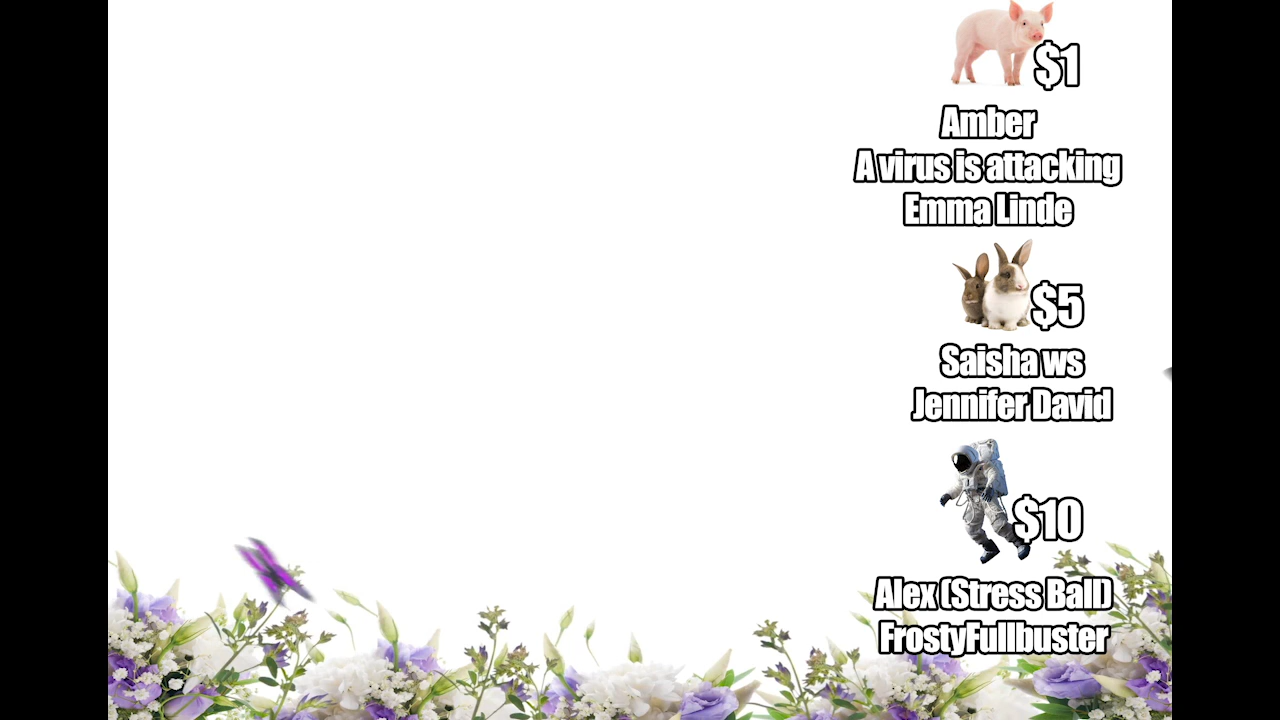 $1
Amber
A virus is attacking
Emma Linde
$5
Saisha ws
Jennifer David
$10
Alex (Stress Ball)
FrostyFullbuster